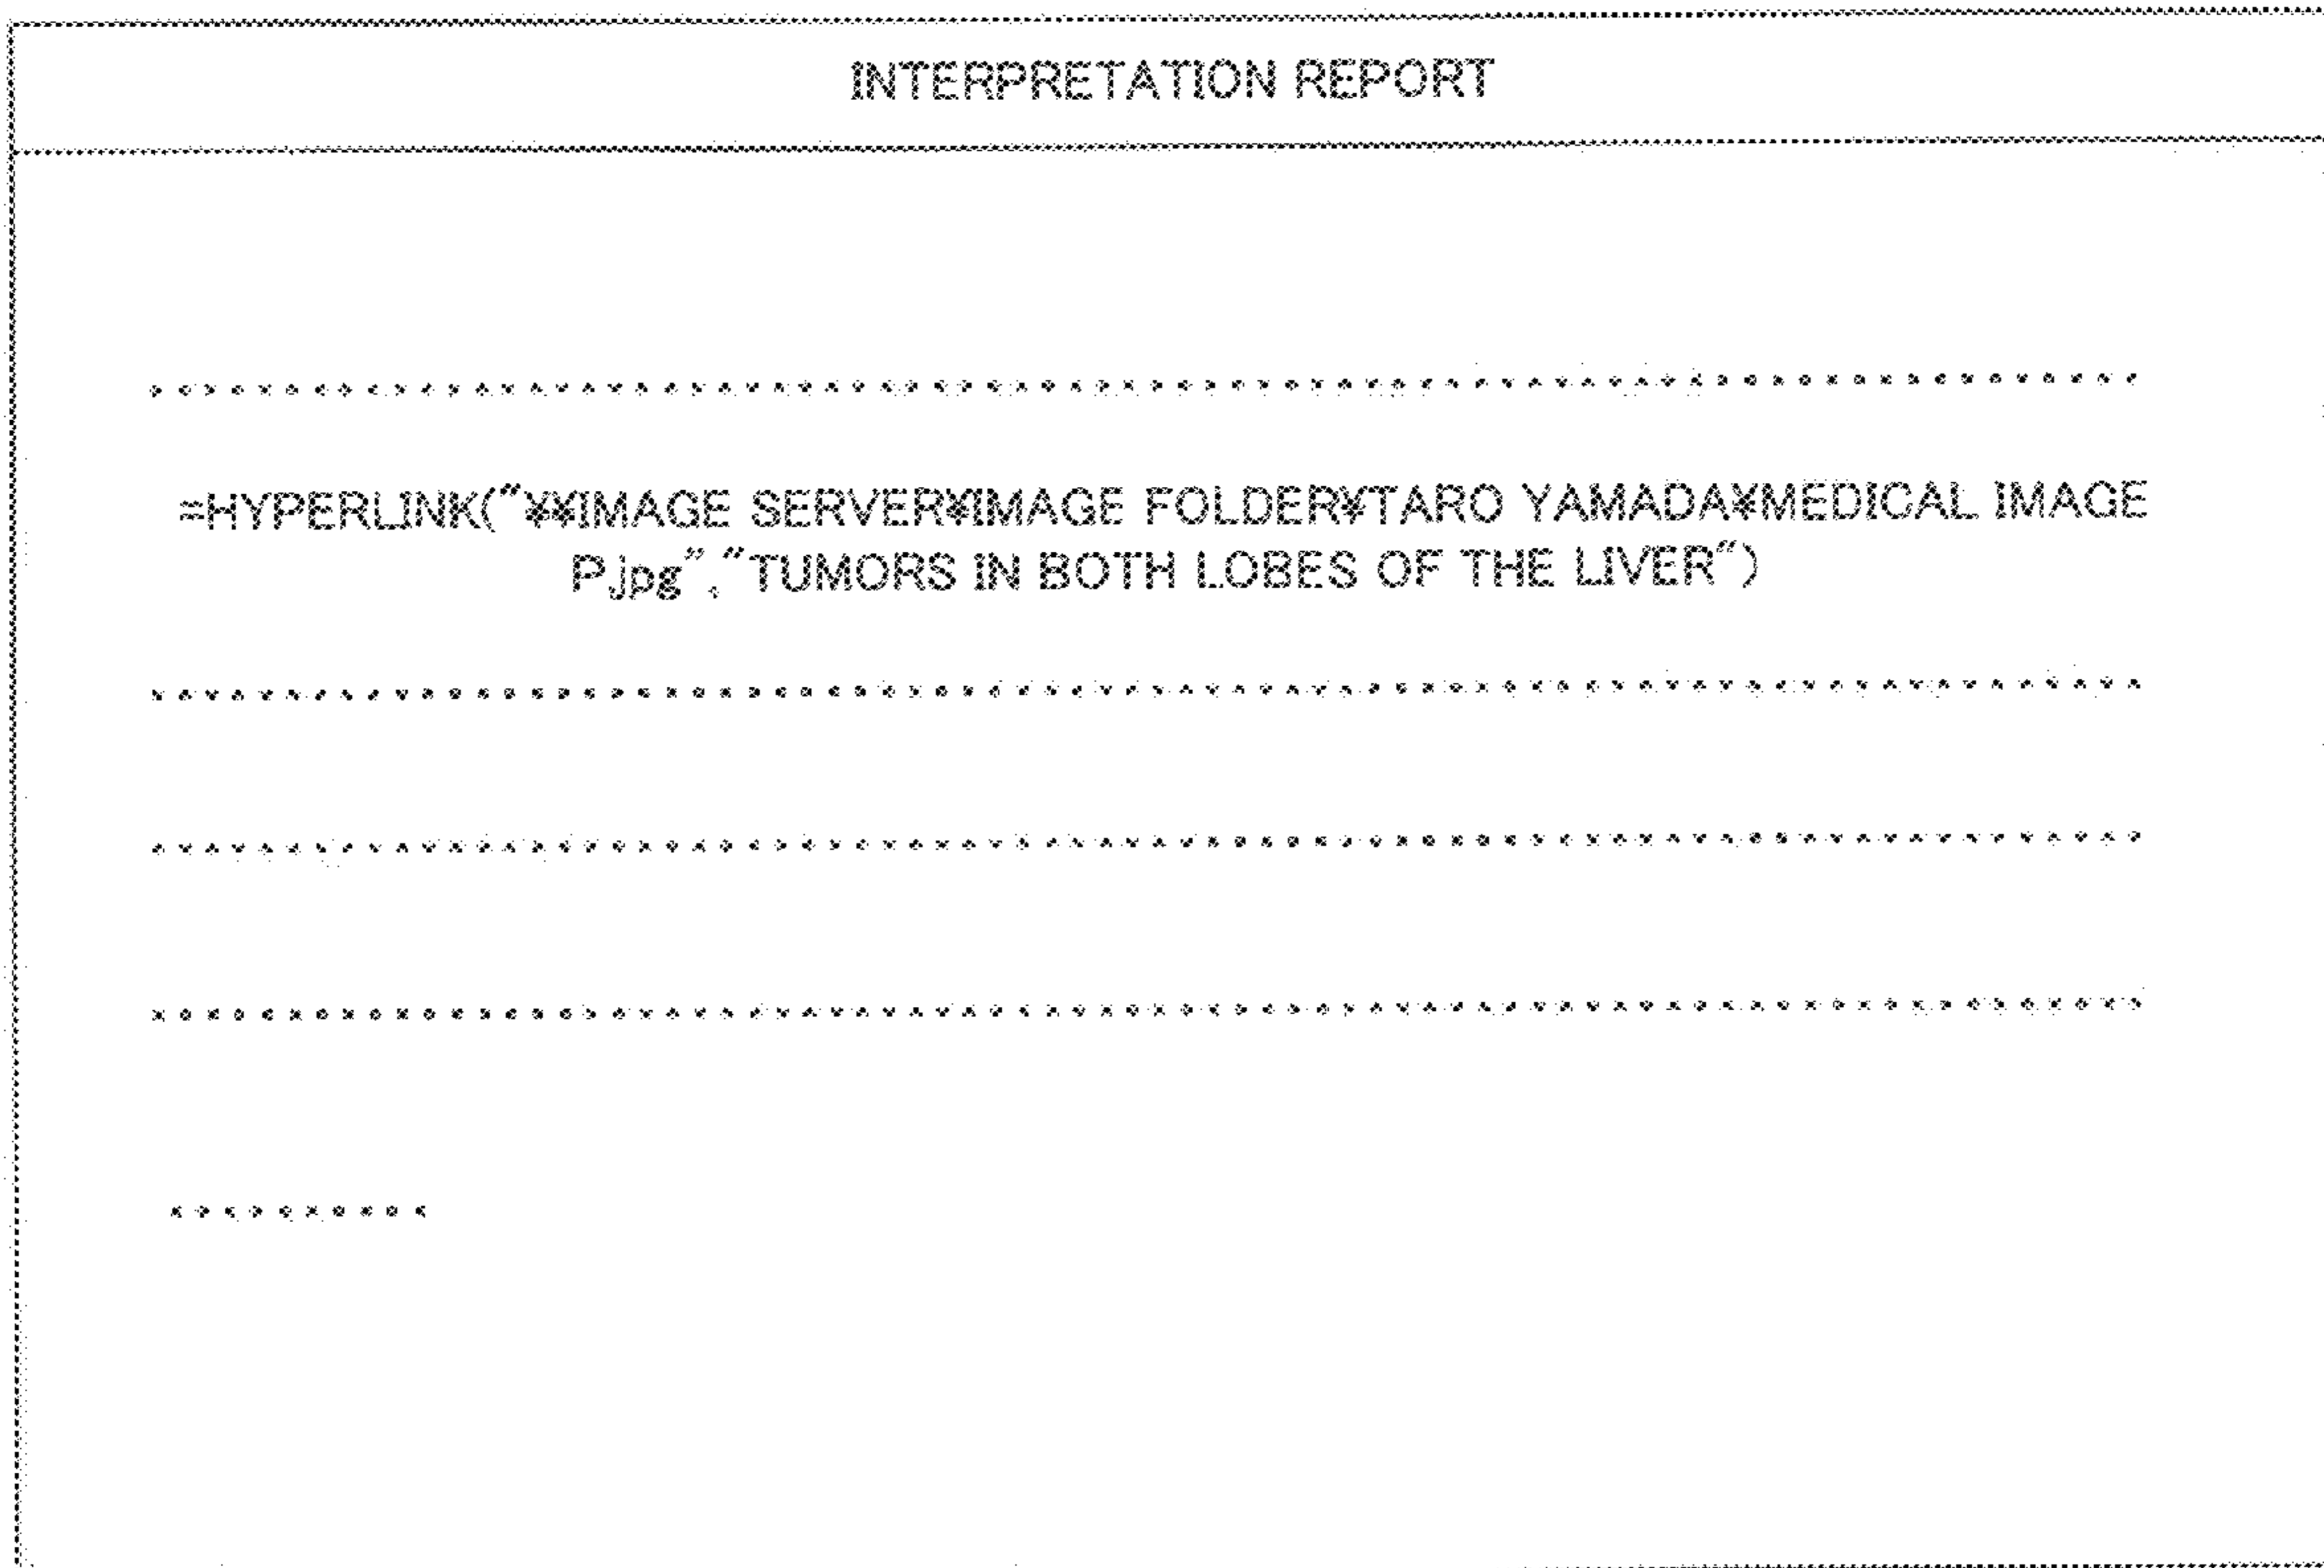 INTERPRETATION REPORT
=HYPERLINK("¥¥IMAGE SERVER¥IMAGE FOLDER¥TARO YAMADA¥MEDICAL IMAGE
P.jpg","TUMORS IN BOTH LOBES OF THE LIVER")